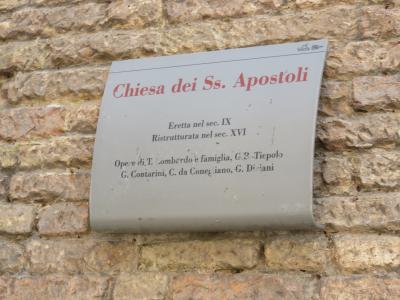 Chiesa dei Ss. Apostoli
Eretta nel sec. IX
Ristrutturata nel sec. XVI
Opere di T. Lombardo e famiglia, G.B. Tiepolo
G. Contarini, C. da Conegliano, G. Diziani